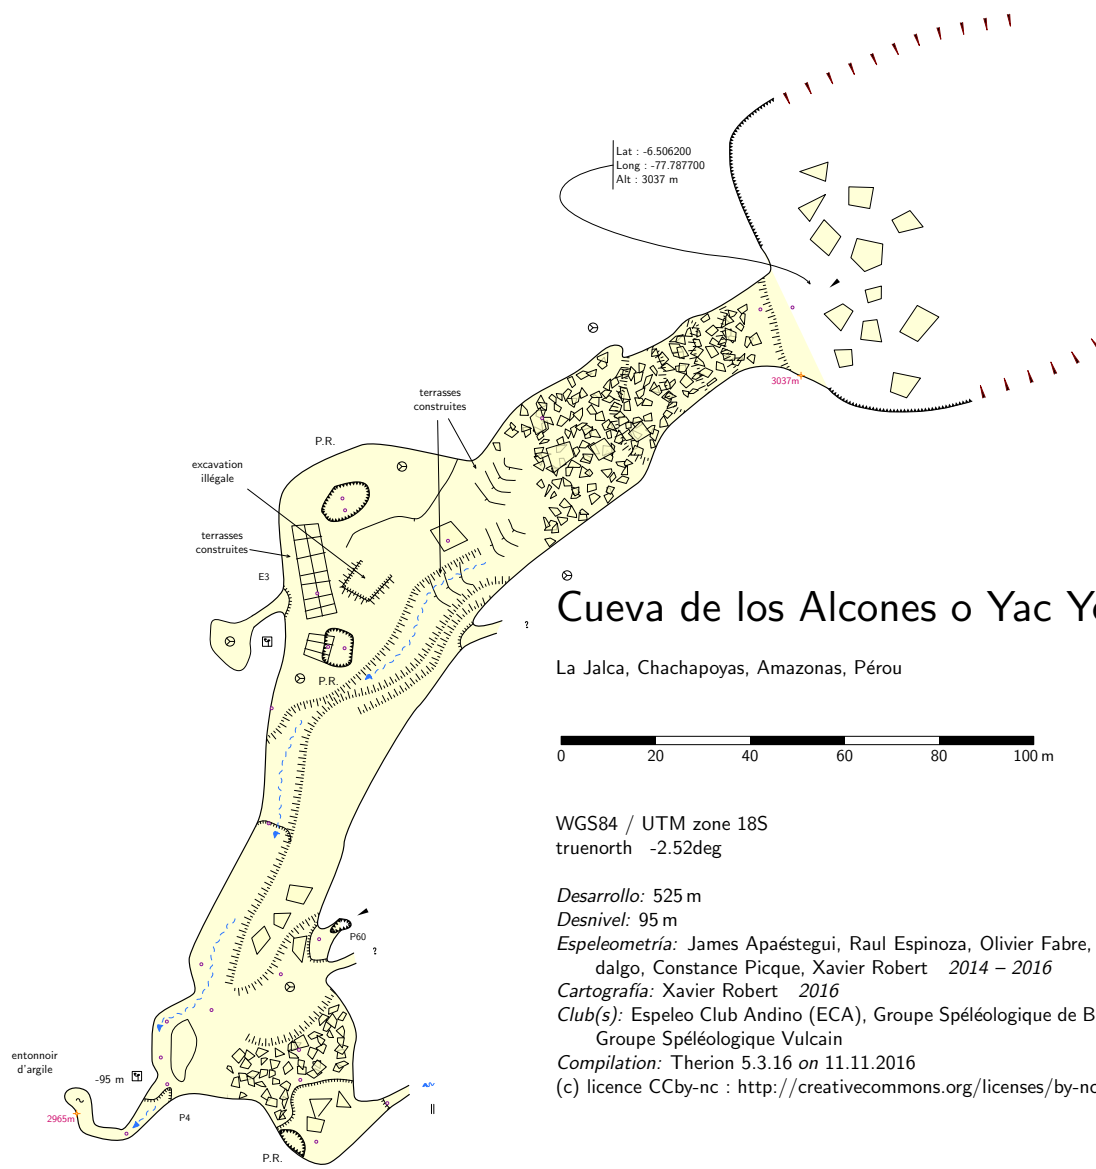 Lat : -6.506200
Long : -77.787700
Alt : 3037 m
3037m
terrasses
construites
P.R.
excavation
illégale
terrasses
construites
E3
?
P.R.
Cueva de los Alcones o Yac
La Jalca, Chachapoyas, Amazonas, Pérou
0 20 40 60 80 100 m
WGS84 / UTM zone 18S
truenorth -2.52deg
Desarrollo: 525 m
Desnivel: 95 m
Espeleometría: James Apaéstegui, Raul Espinoza, Olivier Fabre,
dalgo, Constance Picque, Xavier Robert 2014 – 2016
Cartografía: Xavier Robert 2016
Club(s): Espeleo Club Andino (ECA), Groupe Spéléologique de B
Groupe Spéléologique Vulcain
Compilation: Therion 5.3.16 on 11.11.2016
(c) licence CCby-nc : http://creativecommons.org/licenses/by-nc
P60
?
entonnoir
d'argile
-95 m
2965m
P4
P.R.